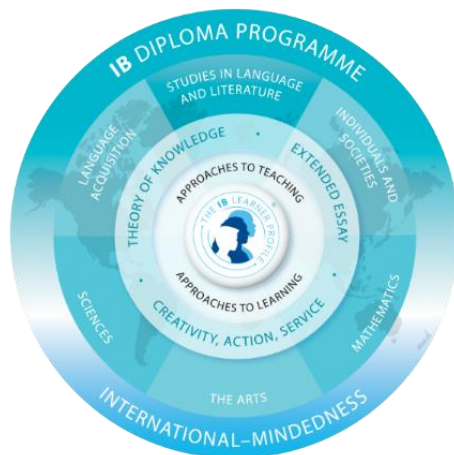 IB DIPLOMA PROGRAMME
STUDIES IN LANGUAGE
AND LITERATURE
LANGUAGE
ACQUISITION
INDIVIDUALS AND
SOCIETIES
THEORY OF KNOWLEDGE
•
EXTENDED ESSAY
•
APPROACHES TO TEACHING
THE IB LEARNER PROFILE
®
APPROACHES TO LEARNING
•
CREATIVITY, ACTION, SERVICE
SCIENCES
MATHEMATICS
THE ARTS
INTERNATIONAL–MINDEDNESS